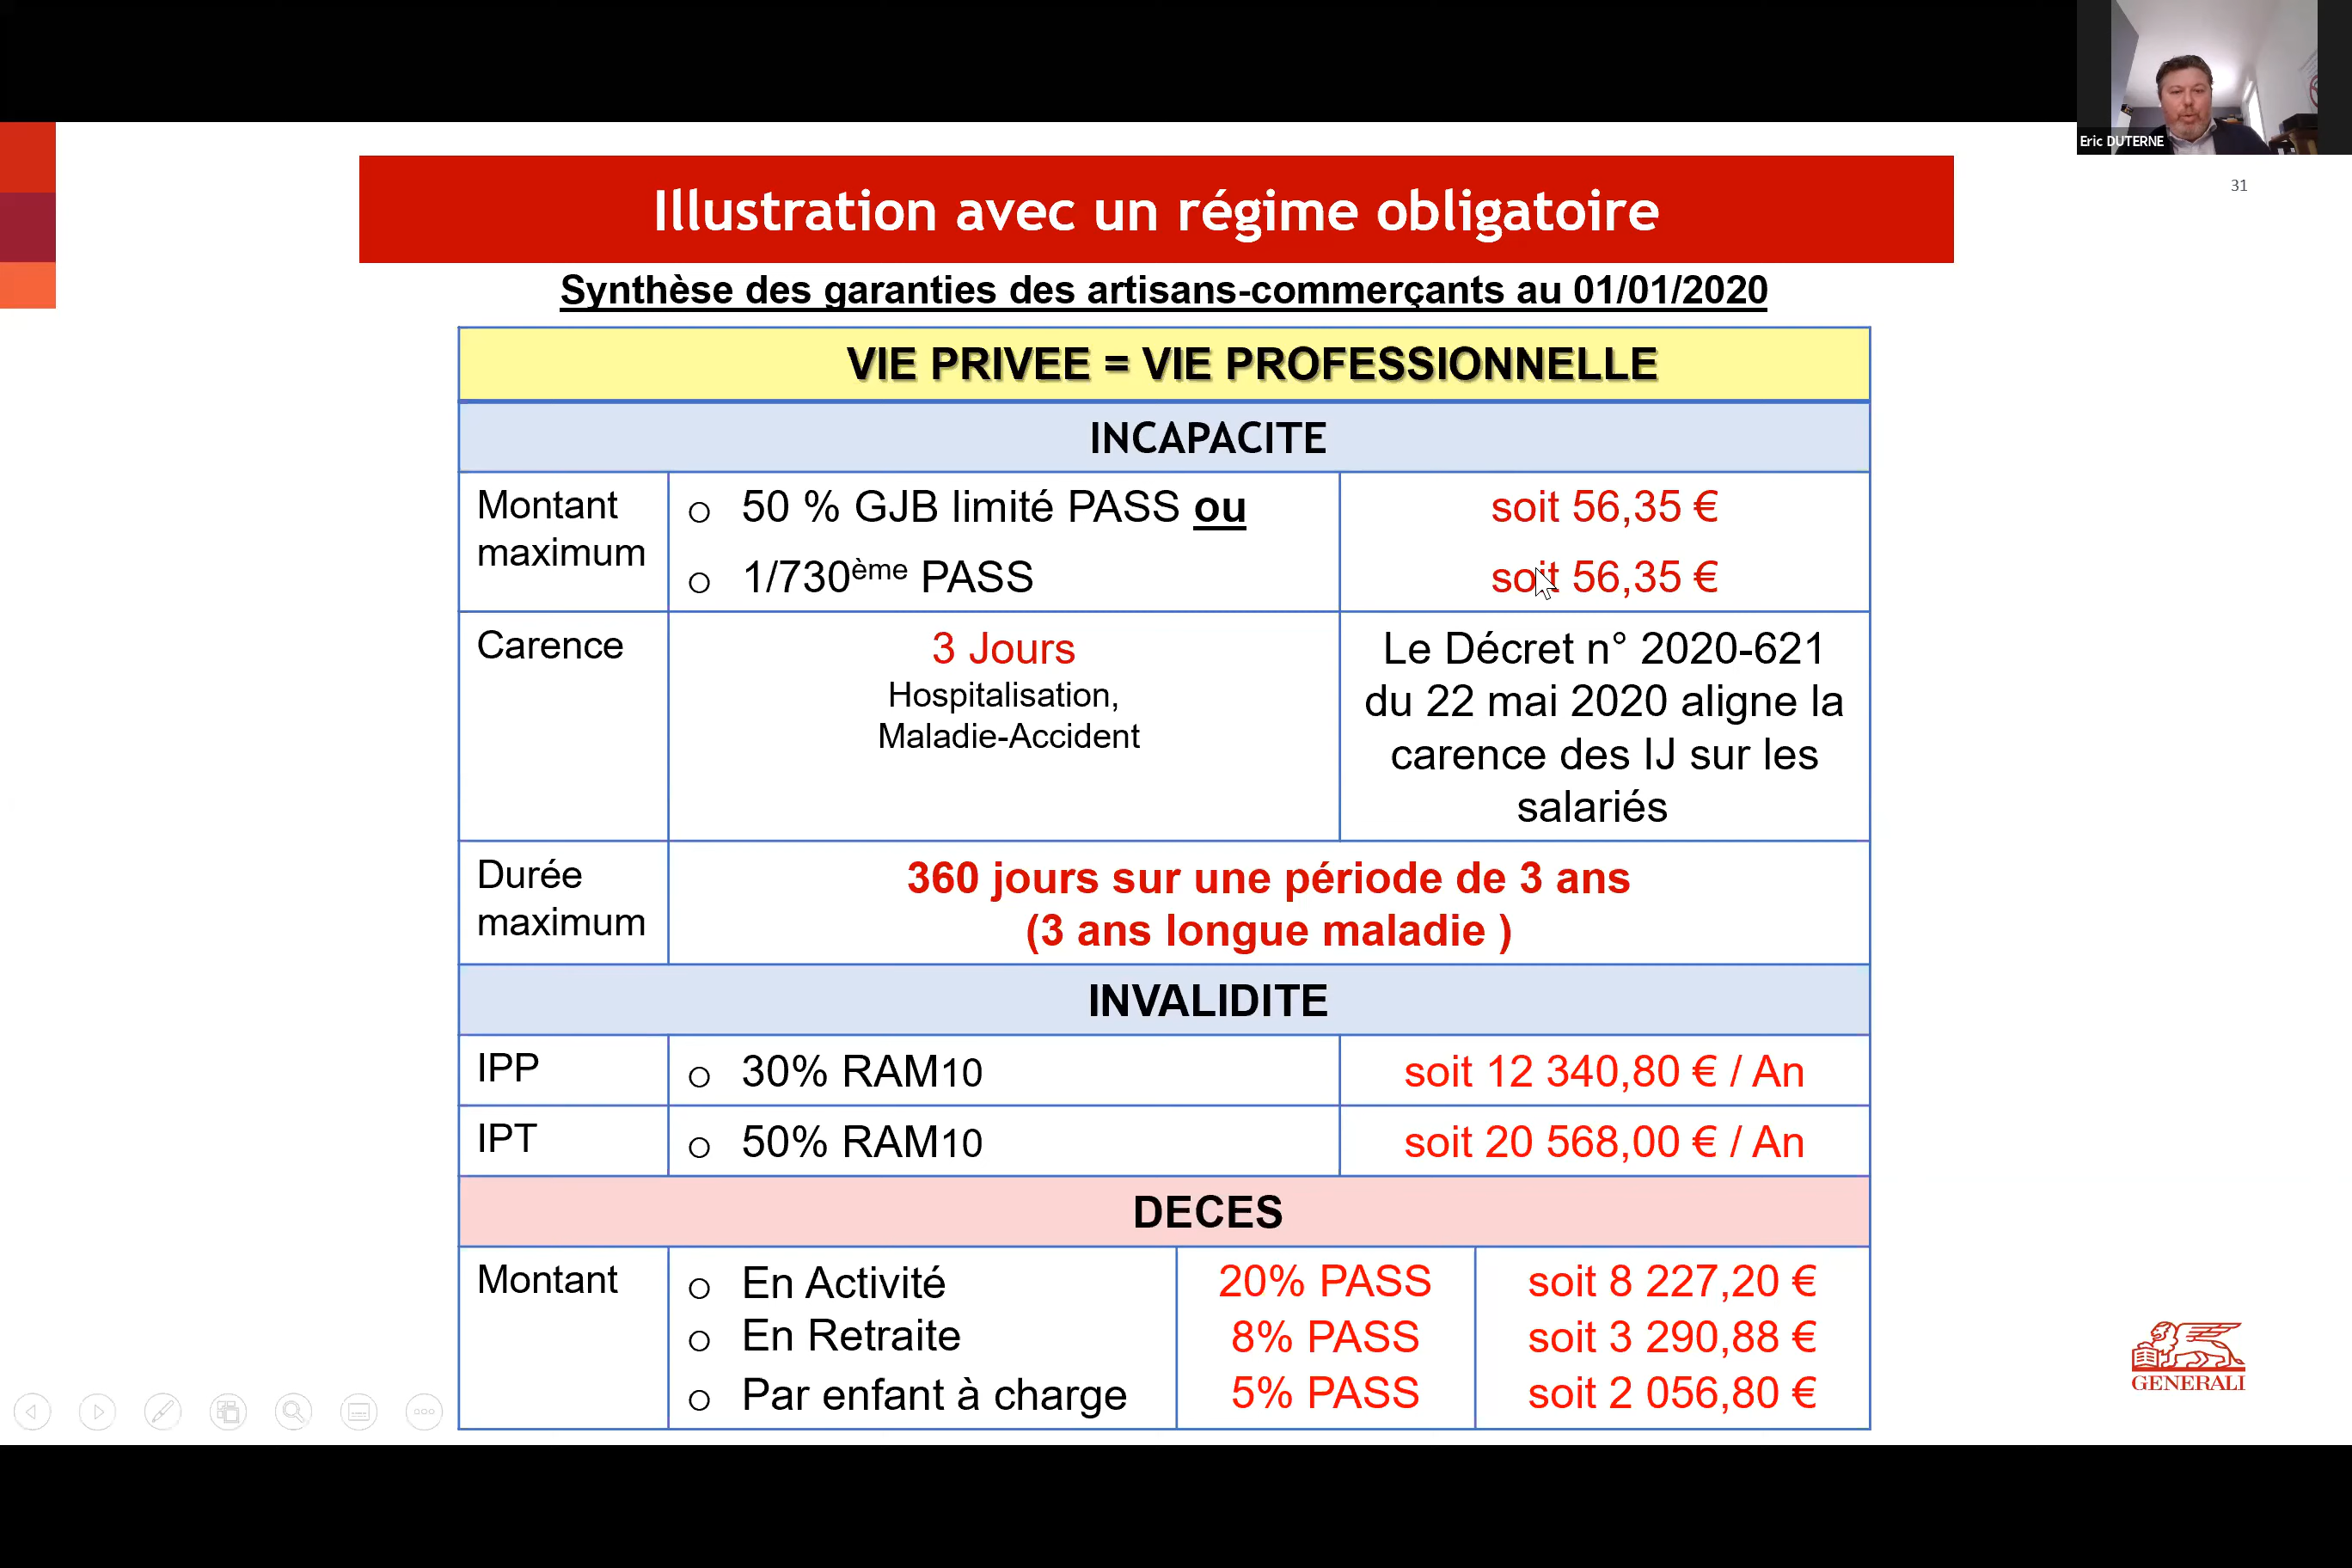 Eric DUTERNE
31
Illustration avec un régime obligatoire
Synthèse des garanties des artisans-commerçants au 01/01/2020
VIE PRIVEE = VIE PROFESSIONNELLE
INCAPACITE
Montant
maximum
o 50 % GJB limité PASS ou
o 1/730ème PASS
soit 56,35 €
soit 56,35 €
Carence
3 Jours
Hospitalisation,
Maladie-Accident
Le Décret n° 2020-621
du 22 mai 2020 aligne la
carence des IJ sur les
salariés
Durée
maximum
360 jours sur une période de 3 ans
(3 ans longue maladie )
INVALIDITE
IPP
o 30% RAM10
soit 12 340,80 € / An
IPT
o 50% RAM10
soit 20 568,00 € / An
DECES
Montant
o En Activité
20% PASS
soit 8 227,20 €
o En Retraite
8% PASS
soit 3 290,88 €
o Par enfant à charge
5% PASS
soit 2 056,80 €
GENERALI